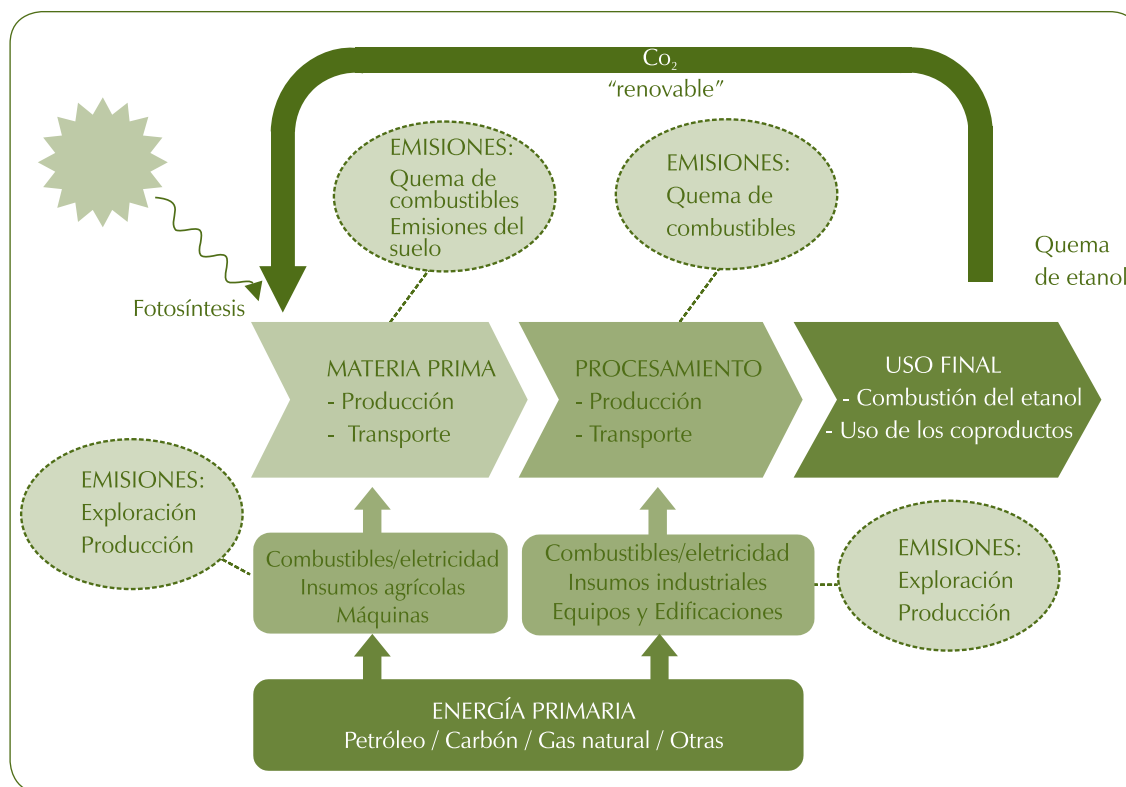 Co₂
“renovable”
EMISIONES:
Quema de
combustibles
Emisiones del
suelo
EMISIONES:
Quema de
combustibles
Quema
de etanol
Fotosíntesis
MATERIA PRIMA
- Producción
- Transporte
PROCESAMIENTO
- Producción
- Transporte
USO FINAL
- Combustión del etanol
- Uso de los coproductos
EMISIONES:
Exploración
Producción
Combustibles/eletricidad
Insumos agrícolas
Máquinas
Combustibles/eletricidad
Insumos industriales
Equipos y Edificaciones
EMISIONES:
Exploración
Producción
ENERGÍA PRIMARIA
Petróleo / Carbón / Gas natural / Otras